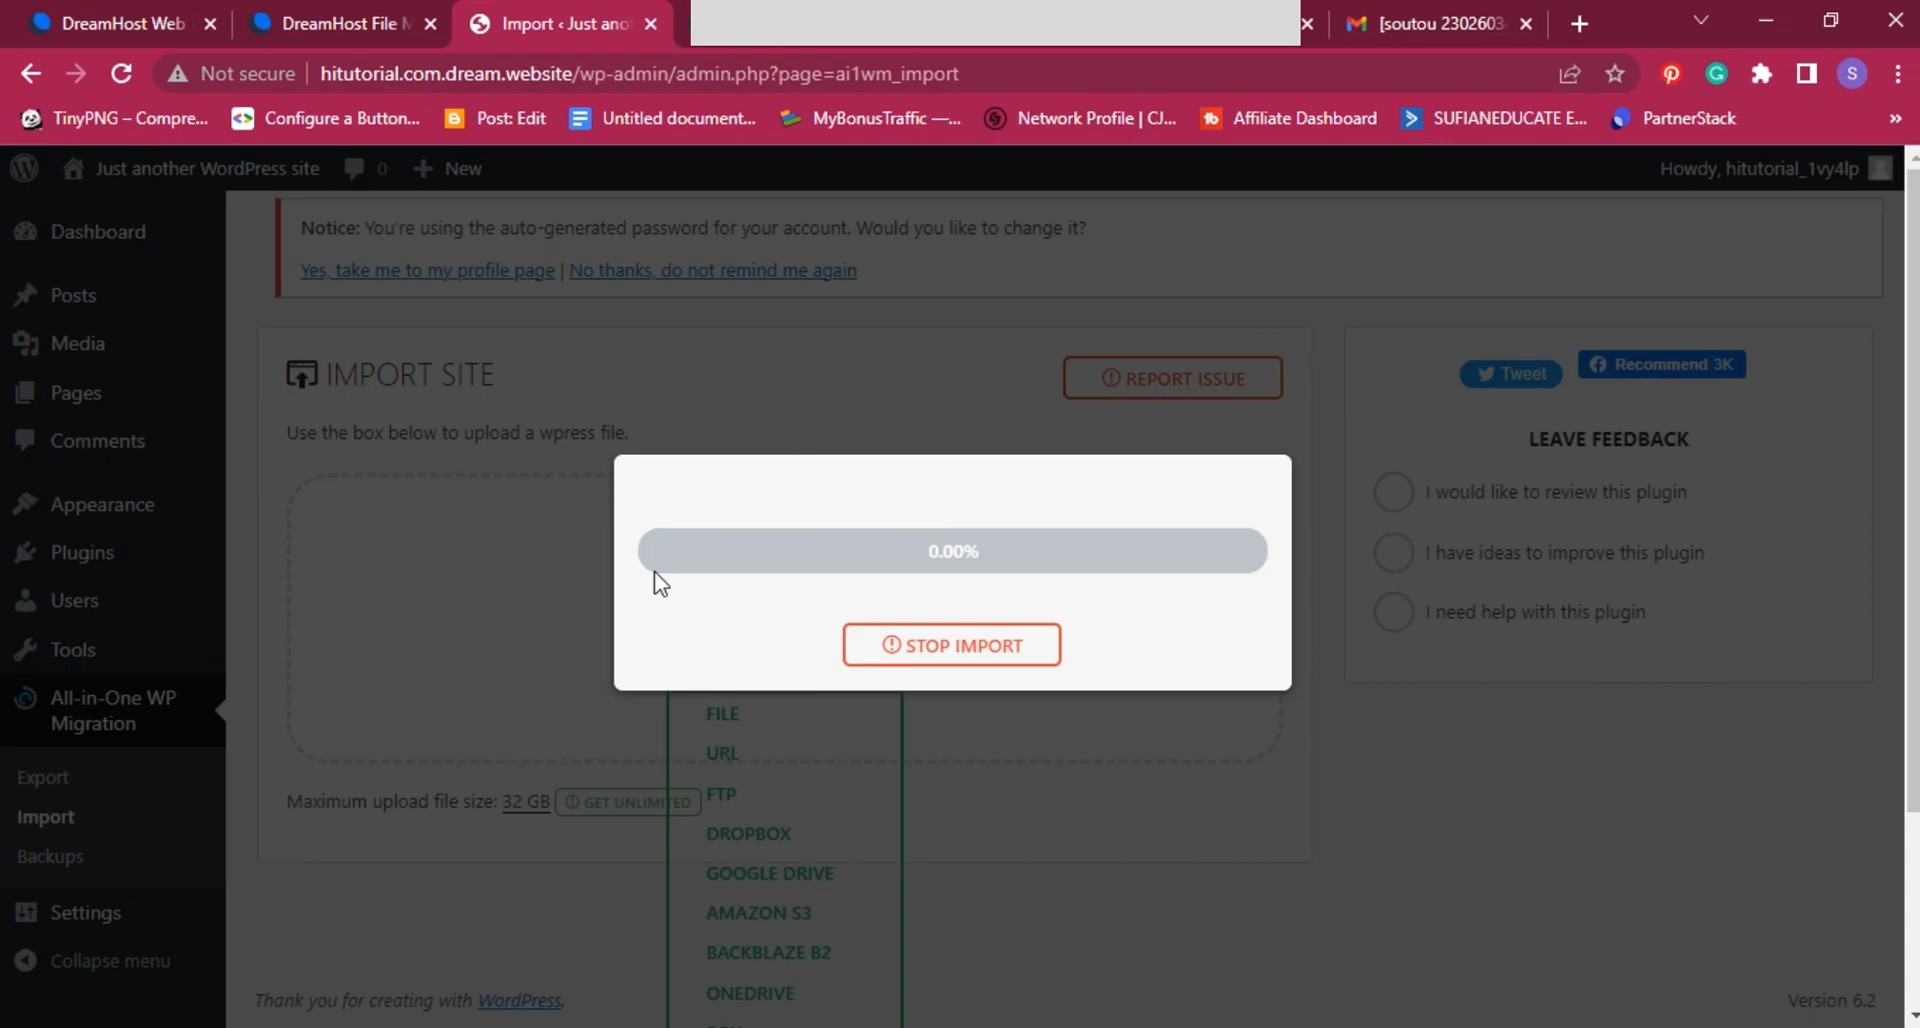 DreamHost Web
DreamHost File M
Import ‹ Just ano
[soutou 2302603
Not secure
hitutorial.com.dream.website/wp-admin/admin.php?page=ai1wm_import
S
TinyPNG – Compre...
Configure a Button...
Post: Edit
Untitled document...
MyBonusTraffic —...
Network Profile | CJ...
Affiliate Dashboard
SUFIANEDUCATE E...
PartnerStack
»
Just another WordPress site
0
New
Howdy, hitutorial_1vy4lp
Dashboard
Posts
Media
Pages
Comments
Appearance
Plugins
Users
Tools
All-in-One WP
Migration
Export
Import
Backups
Settings
Collapse menu
Notice: You're using the auto-generated password for your account. Would you like to change it?
Yes, take me to my profile page | No thanks, do not remind me again
IMPORT SITE
REPORT ISSUE
Use the box below to upload a wpress file.
0.00%
STOP IMPORT
FILE
URL
FTP
DROPBOX
GOOGLE DRIVE
AMAZON S3
BACKBLAZE B2
ONEDRIVE
Maximum upload file size: 32 GB
GET UNLIMITED
Tweet
Recommend 3K
LEAVE FEEDBACK
I would like to review this plugin
I have ideas to improve this plugin
I need help with this plugin
Thank you for creating with WordPress.
Version 6.2